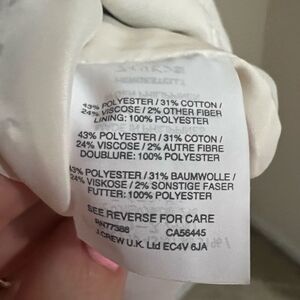 43% POLYESTER / 31% COTTON /
24% VISCOSE / 2% OTHER FIBER
LINING: 100% POLYESTER
43% POLYESTER / 31% COTON /
24% VISCOSE / 2% AUTRE FIBRE
DOUBLURE: 100% POLYESTER
43% POLYESTER / 31% BAUMWOLLE /
24% VISKOSE / 2% SONSTIGE FASER
FUTTER: 100% POLYESTER
SEE REVERSE FOR CARE
RN77388 CA56445
J.CREW U.K. Ltd EC4V 6JA